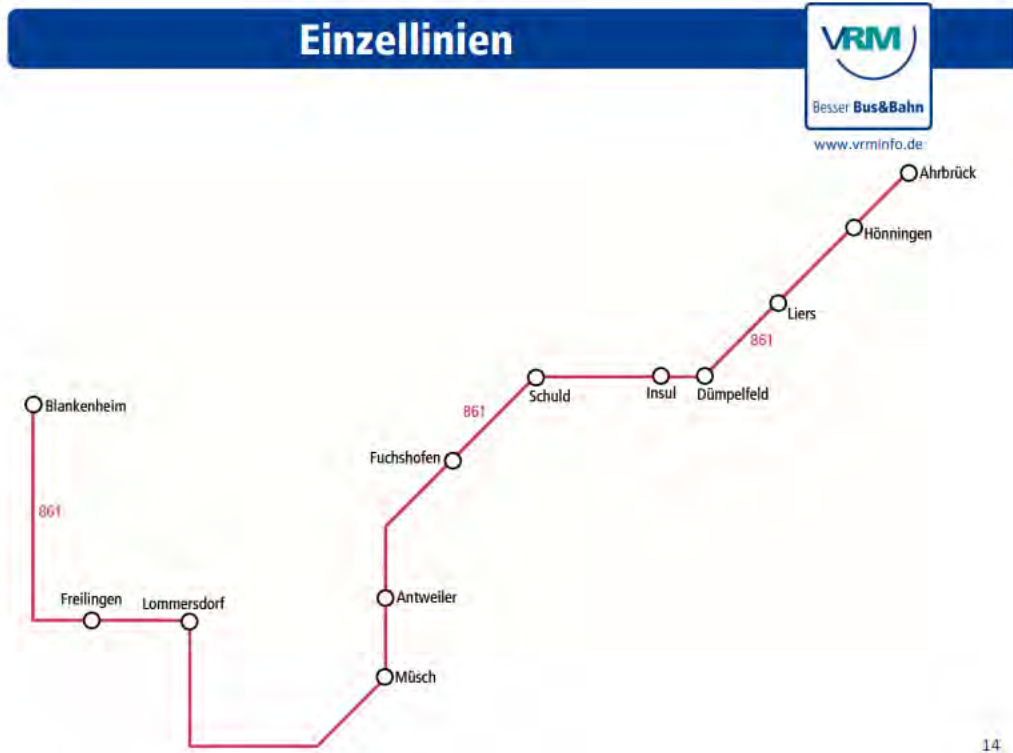 Einzellinien
VRM
Besser Bus&Bahn
www.vrminfo.de
Ahrbrück
Hönningen
Liers
861
Schuld
Insul
Dümpelfeld
Blankenheim
861
Fuchshofen
861
Freilingen
Lommersdorf
Antweiler
Müsch
14